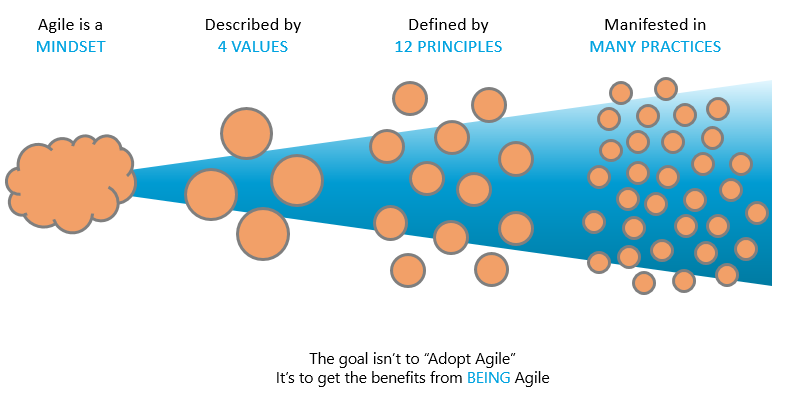 Agile is a
MINDSET
Described by
4 VALUES
Defined by
12 PRINCIPLES
Manifested in
MANY PRACTICES
The goal isn't to “Adopt Agile”
It's to get the benefits from BEING Agile